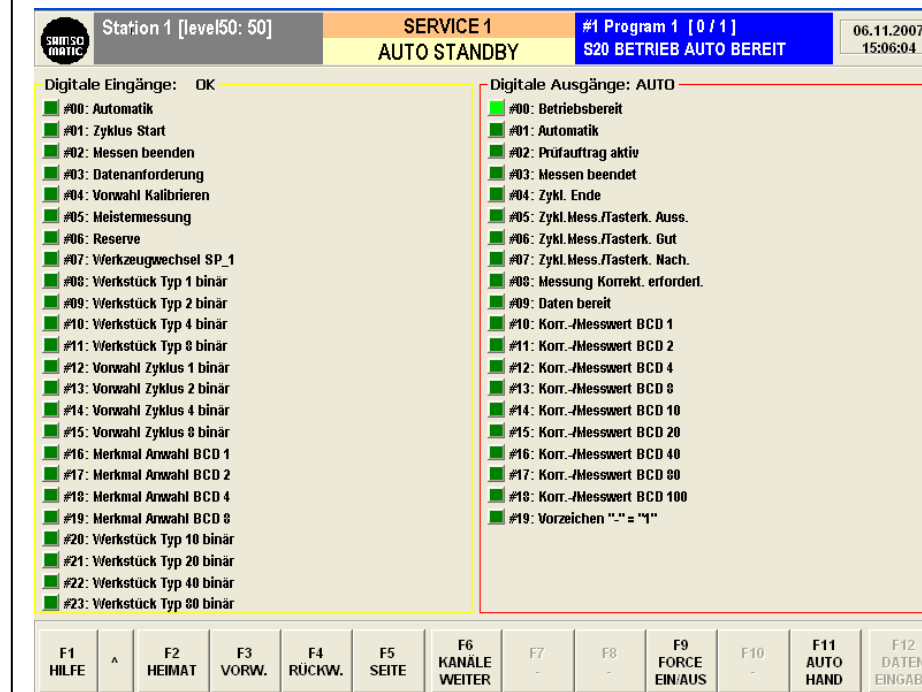 SAMSO
MATIC
Station 1 [level50: 50]
SERVICE 1
AUTO STANDBY
#1 Program 1 [ 0 / 1 ]
S20 BETRIEB AUTO BEREIT
06.11.2007
15:06:04
Digitale Eingänge: OK
#00: Automatik
#01: Zyklus Start
#02: Messen beenden
#03: Datenanforderung
#04: Vorwahl Kalibrieren
#05: Meistermessung
#06: Reserve
#07: Werkzeugwechsel SP_1
#08: Werkstück Typ 1 binär
#09: Werkstück Typ 2 binär
#10: Werkstück Typ 4 binär
#11: Werkstück Typ 8 binär
#12: Vorwahl Zyklus 1 binär
#13: Vorwahl Zyklus 2 binär
#14: Vorwahl Zyklus 4 binär
#15: Vorwahl Zyklus 8 binär
#16: Merkmal Anwahl BCD 1
#17: Merkmal Anwahl BCD 2
#18: Merkmal Anwahl BCD 4
#19: Merkmal Anwahl BCD 8
#20: Werkstück Typ 10 binär
#21: Werkstück Typ 20 binär
#22: Werkstück Typ 40 binär
#23: Werkstück Typ 80 binär
Digitale Ausgänge: AUTO
#00: Betriebsbereit
#01: Automatik
#02: Prüfauftrag aktiv
#03: Messen beendet
#04: Zykl. Ende
#05: Zykl.Mess./Tasterk. Auss.
#06: Zykl.Mess./Tasterk. Gut
#07: Zykl.Mess./Tasterk. Nach.
#08: Messung Korrekt. erforderl.
#09: Daten bereit
#10: Korr.-/Messwert BCD 1
#11: Korr.-/Messwert BCD 2
#12: Korr.-/Messwert BCD 4
#13: Korr.-/Messwert BCD 8
#14: Korr.-/Messwert BCD 10
#15: Korr.-/Messwert BCD 20
#16: Korr.-/Messwert BCD 40
#17: Korr.-/Messwert BCD 80
#18: Korr.-/Messwert BCD 100
#19: Vorzeichen "-" = "1"
F1
HILFE
^
F2
HEIMAT
F3
VORW.
F4
RÜCKW.
F5
SEITE
F6
KANÄLE
WEITER
F7
-
F8
-
F9
FORCE
EIN/AUS
F10
-
F11
AUTO
HAND
F12
DATEN
EINGAB